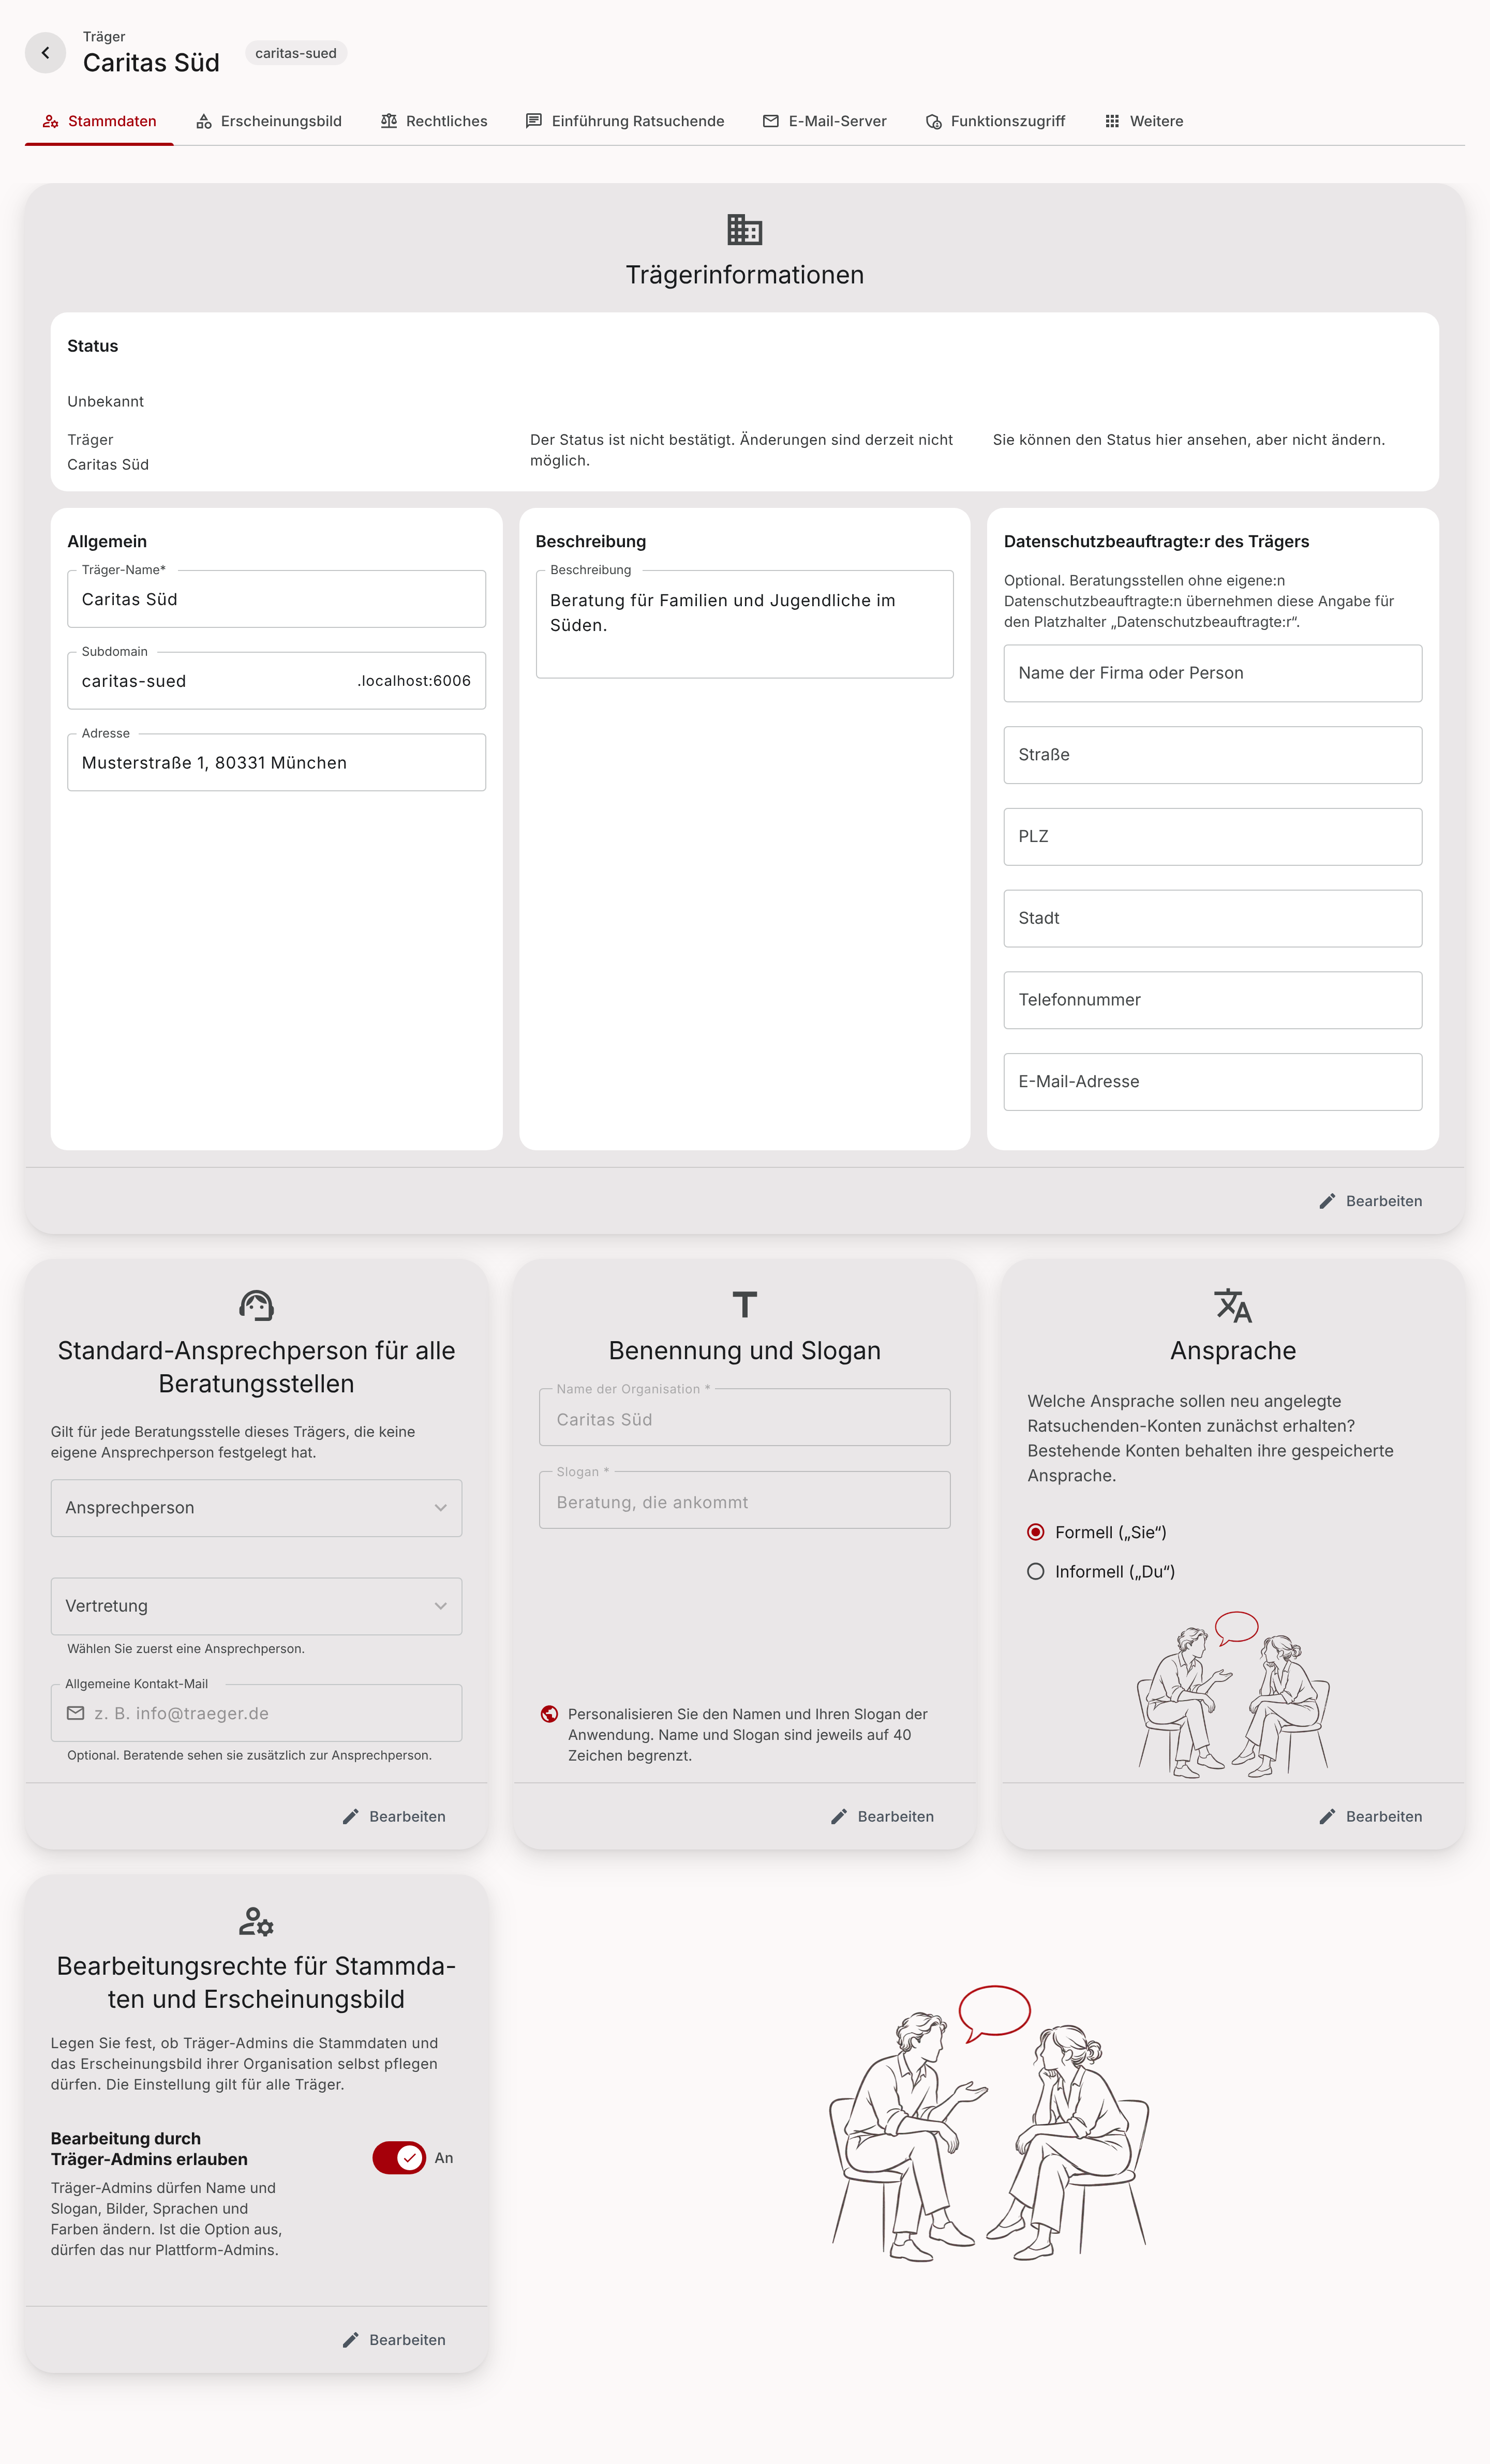 Träger
Caritas Süd
caritas-sued
Stammdaten
Erscheinungsbild
Rechtliches
Einführung Ratsuchende
E-Mail-Server
Funktionszugriff
Weitere
Trägerinformationen
Status
Unbekannt
Träger
Caritas Süd
Der Status ist nicht bestätigt. Änderungen sind derzeit nicht
möglich.
Sie können den Status hier ansehen, aber nicht ändern.
Allgemein
Träger-Name*
Caritas Süd
Subdomain
caritas-sued
.localhost:6006
Adresse
Musterstraße 1, 80331 München
Beschreibung
Beschreibung
Beratung für Familien und Jugendliche im
Süden.
Datenschutzbeauftragte:r des Trägers
Optional. Beratungsstellen ohne eigene:n
Datenschutzbeauftragte:n übernehmen diese Angabe für
den Platzhalter „Datenschutzbeauftragte:r“.
Name der Firma oder Person
Straße
PLZ
Stadt
Telefonnummer
E-Mail-Adresse
Bearbeiten
Standard-Ansprechperson für alle
Beratungsstellen
Gilt für jede Beratungsstelle dieses Trägers, die keine
eigene Ansprechperson festgelegt hat.
Ansprechperson
Vertretung
Wählen Sie zuerst eine Ansprechperson.
Allgemeine Kontakt-Mail
z. B. info@traeger.de
Optional. Beratende sehen sie zusätzlich zur Ansprechperson.
Bearbeiten
Benennung und Slogan
Name der Organisation *
Caritas Süd
Slogan *
Beratung, die ankommt
Personalisieren Sie den Namen und Ihren Slogan der
Anwendung. Name und Slogan sind jeweils auf 40
Zeichen begrenzt.
Bearbeiten
Ansprache
Welche Ansprache sollen neu angelegte
Ratsuchenden-Konten zunächst erhalten?
Bestehende Konten behalten ihre gespeicherte
Ansprache.
Formell („Sie“)
Informell („Du“)
Bearbeiten
Bearbeitungsrechte für Stammda-
ten und Erscheinungsbild
Legen Sie fest, ob Träger-Admins die Stammdaten und
das Erscheinungsbild ihrer Organisation selbst pflegen
dürfen. Die Einstellung gilt für alle Träger.
Bearbeitung durch
Träger-Admins erlauben
An
Träger-Admins dürfen Name und
Slogan, Bilder, Sprachen und
Farben ändern. Ist die Option aus,
dürfen das nur Plattform-Admins.
Bearbeiten